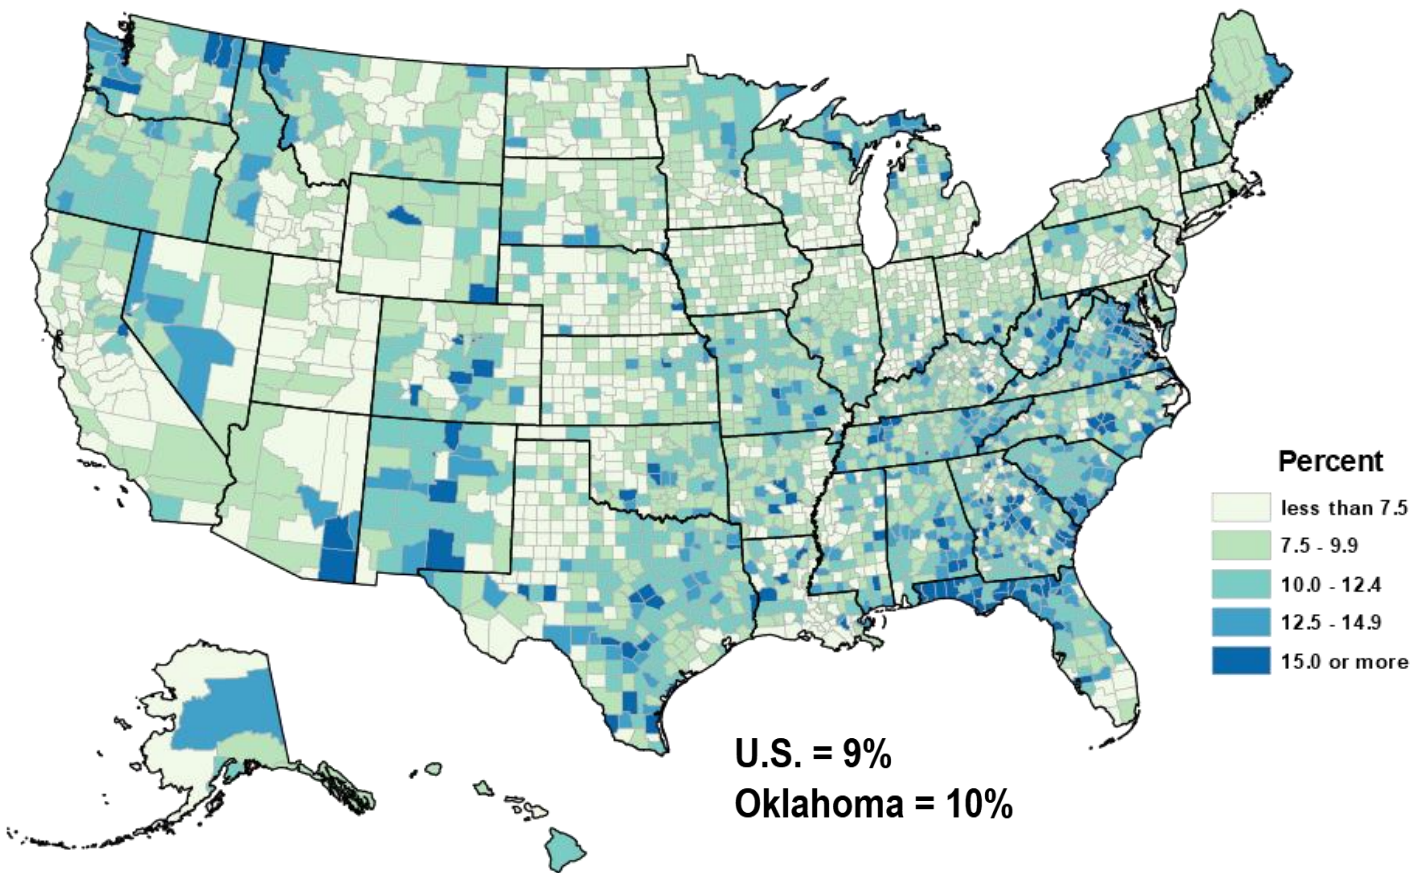 Percent
less than 7.5
7.5 - 9.9
10.0 - 12.4
12.5 - 14.9
15.0 or more
U.S. = 9%
Oklahoma = 10%